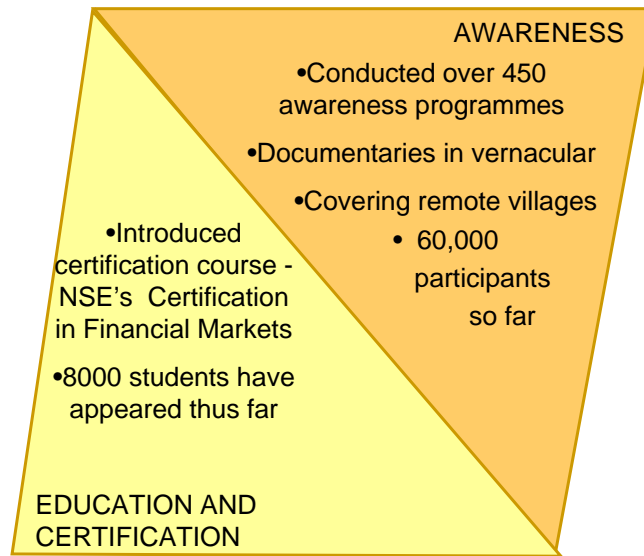 AWARENESS
•Conducted over 450
awareness programmes
•Documentaries in vernacular
•Covering remote villages
• 60,000
participants
so far
•Introduced
certification course -
NSE's Certification
in Financial Markets
•8000 students have
appeared thus far
EDUCATION AND
CERTIFICATION